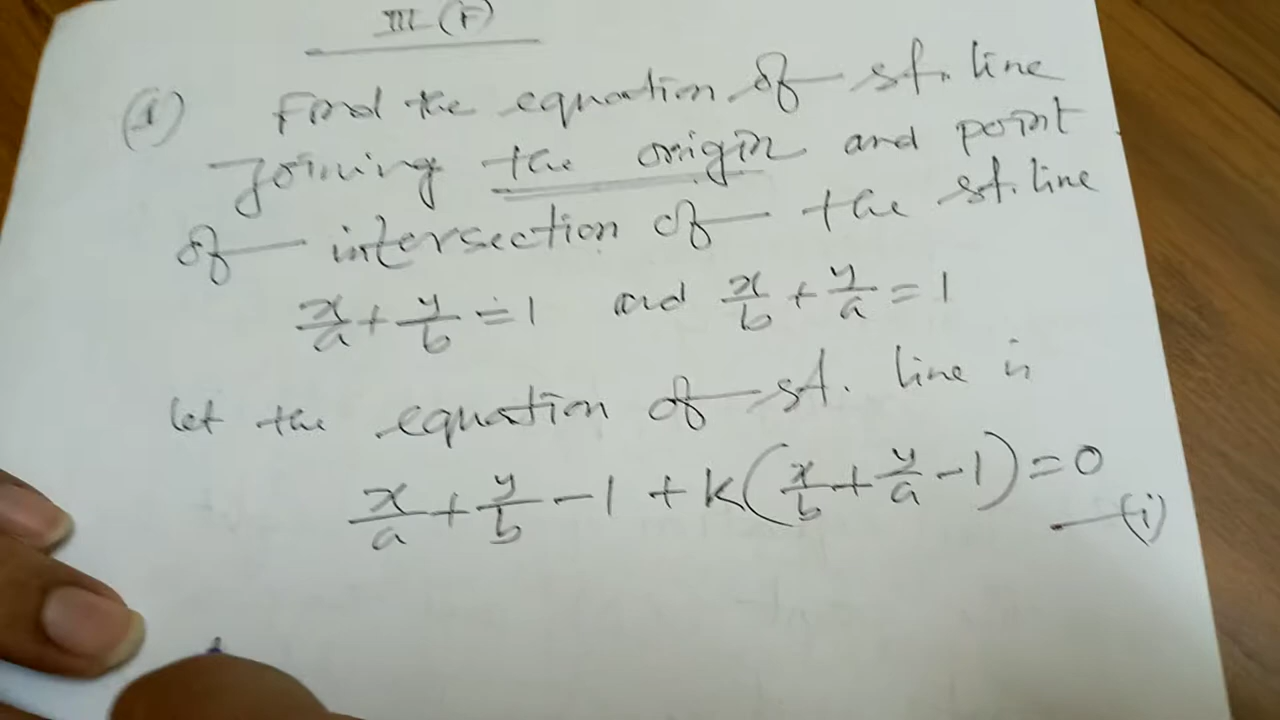 III (F)
(1) Find the equation of st. line
Joining the origin and point
of intersection of the st. line
x/a + y/b = 1 and x/b + y/a = 1
let the equation of st. line is
x/a + y/b - 1 + k(x/b + y/a - 1) = 0
—(i)